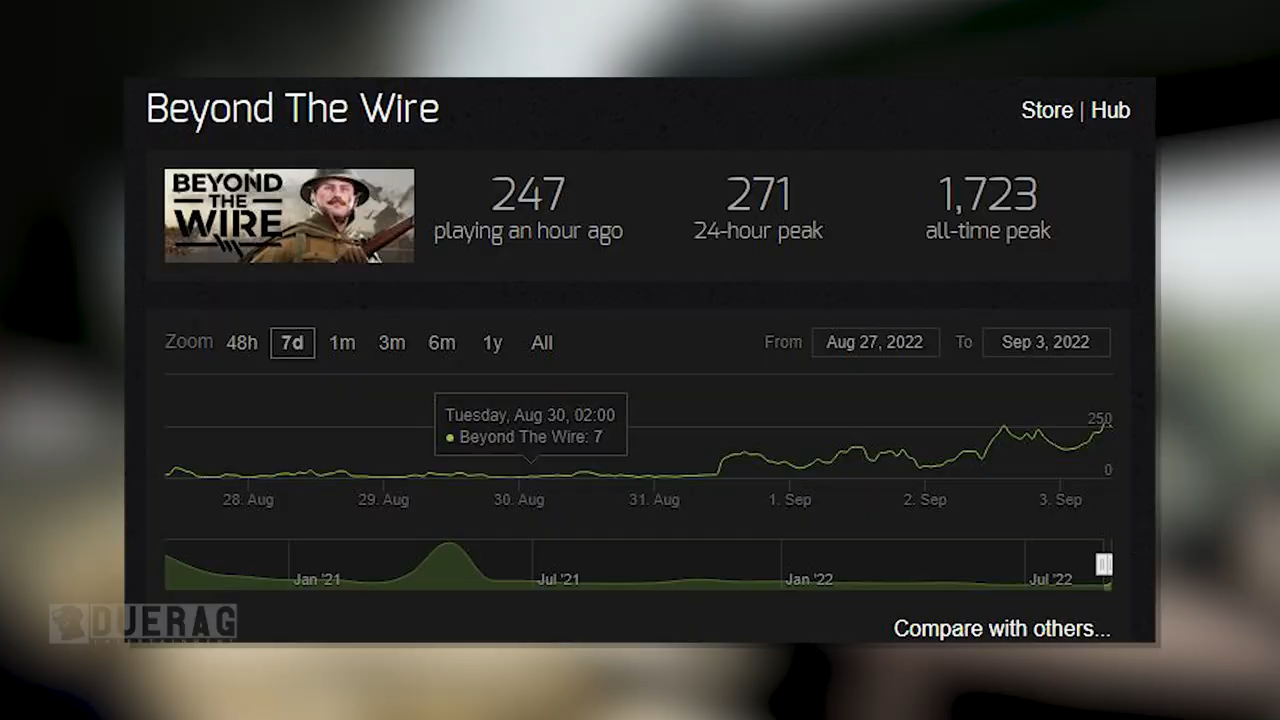 Beyond The Wire
Store | Hub
BEYOND
THE
WIRE
247
playing an hour ago
271
24-hour peak
1,723
all-time peak
Zoom 48h 7d 1m 3m 6m 1y All
From Aug 27, 2022 To Sep 3, 2022
Tuesday, Aug 30, 02:00
Beyond The Wire: 7
250
0
28. Aug 29. Aug 30. Aug 31. Aug 1. Sep 2. Sep 3. Sep
Jan '21 Jul '21 Jan '22 Jul '22
DUERAG
ENTERTAINMENT
Compare with others...